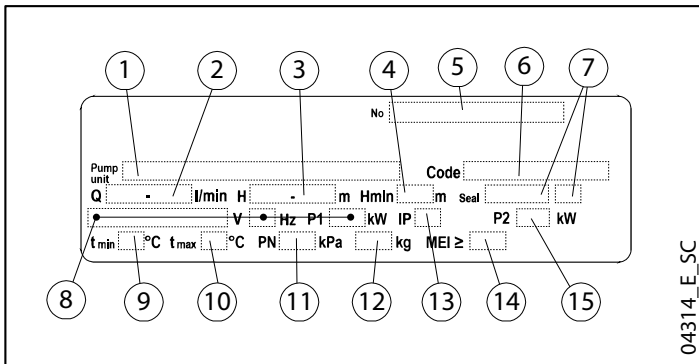 1 2 3 4 5 6 7
No
Pump unit Code
Q - l/min H - m Hmin m Seal
V Hz P1 kW IP P2 kW
t min °C t max °C PN kPa kg MEI ≥
8 9 10 11 12 13 14 15
04314_E_SC